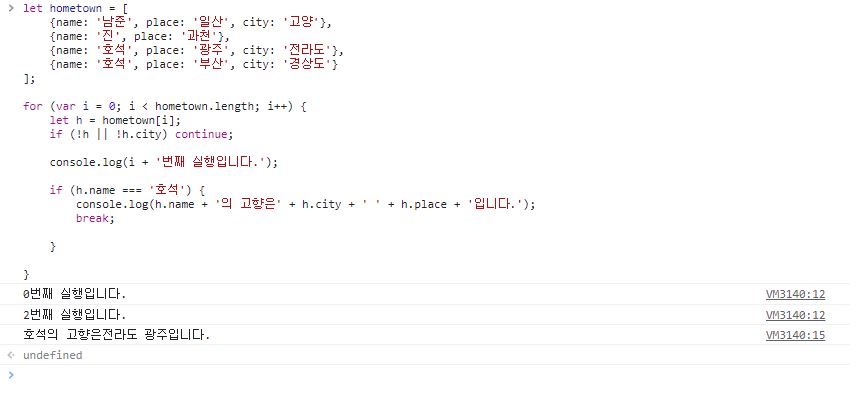 > let hometown = [
    {name: '남준', place: '일산', city: '고양'},
    {name: '진', place: '과천'},
    {name: '호석', place: '광주', city: '전라도'},
    {name: '호석', place: '부산', city: '경상도'}
];
for (var i = 0; i < hometown.length; i++) {
    let h = hometown[i];
    if (!h || !h.city) continue;
    console.log(i + '번째 실행입니다.');
    if (h.name === '호석') {
        console.log(h.name + '의 고향은' + h.city + ' ' + h.place + '입니다.');
        break;
    }
}
0번째 실행입니다. VM3140:12
2번째 실행입니다. VM3140:12
호석의 고향은전라도 광주입니다. VM3140:15
< undefined
>